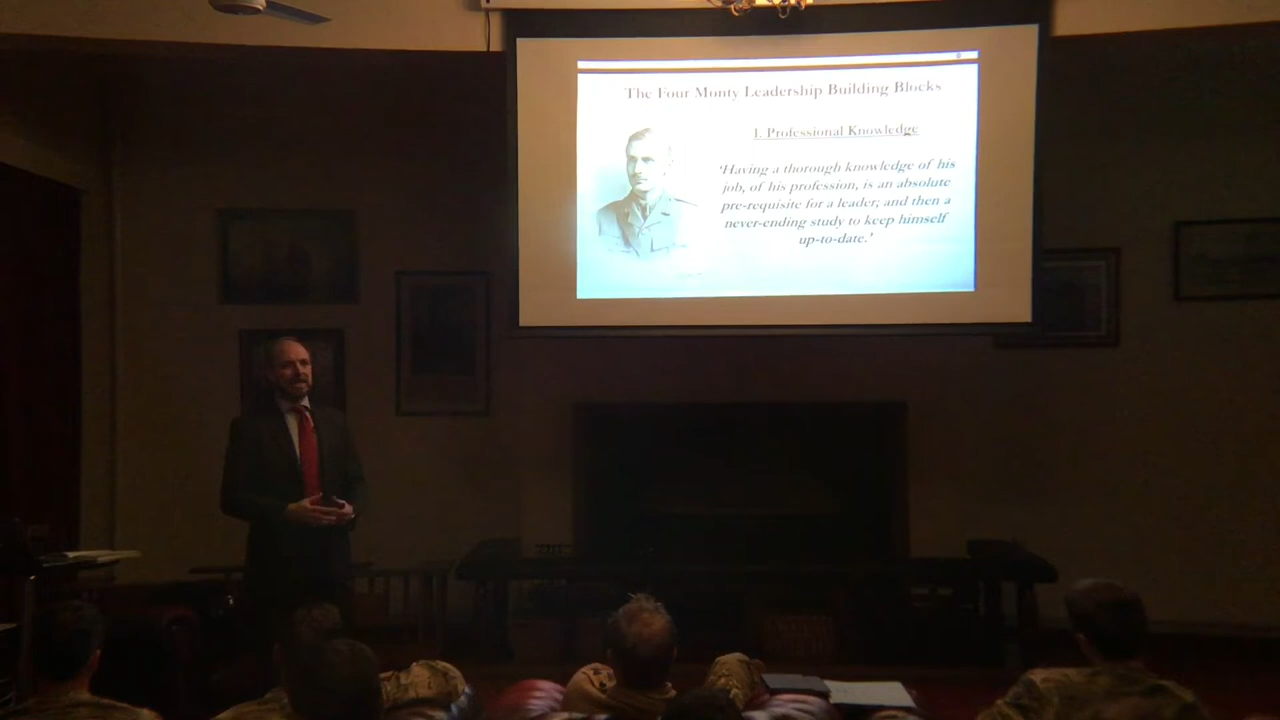 The Four Monty Leadership Building Blocks
1. Professional Knowledge
'Having a thorough knowledge of his
job, of his profession, is an absolute
pre-requisite for a leader; and then a
never-ending study to keep himself
up-to-date.'